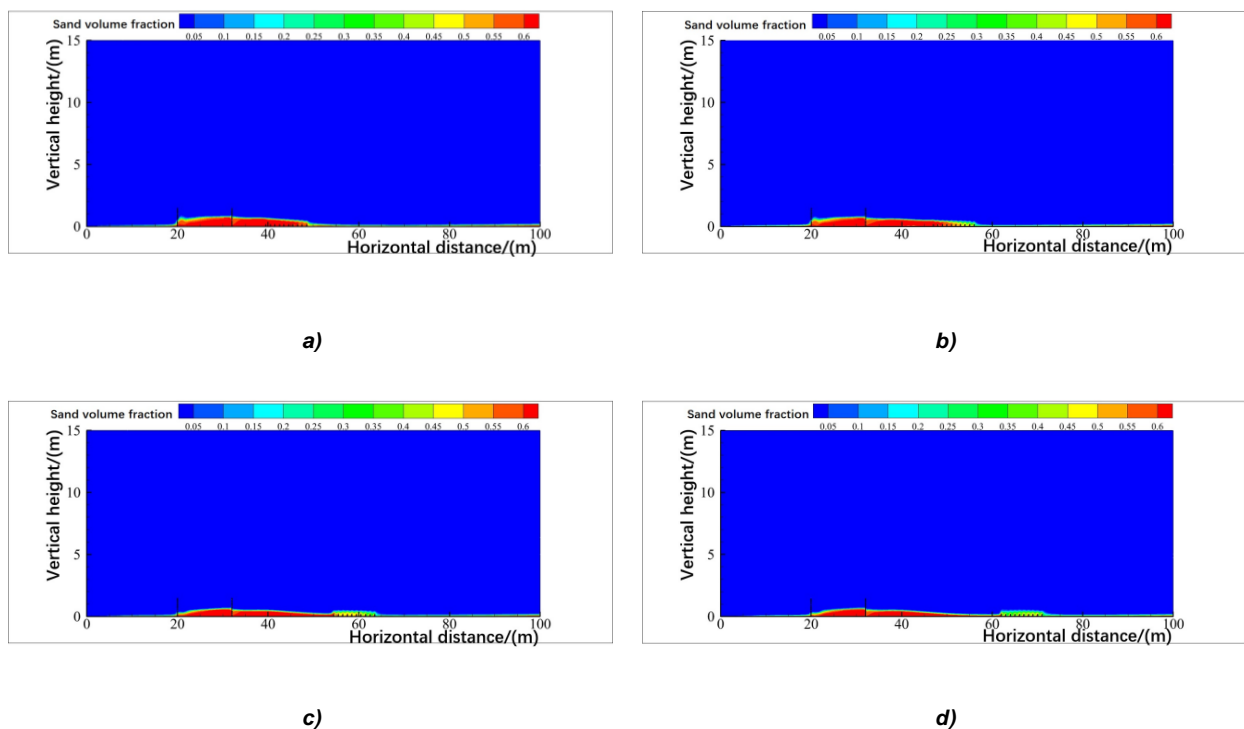 Sand volume fraction
0.05 0.1 0.15 0.2 0.25 0.3 0.35 0.4 0.45 0.5 0.55 0.6
Vertical height/(m)
15
10
5
0
0 20 40 60 80 100
Horizontal distance/(m)
a)
Sand volume fraction
0.05 0.1 0.15 0.2 0.25 0.3 0.35 0.4 0.45 0.5 0.55 0.6
Vertical height/(m)
15
10
5
0
0 20 40 60 80 100
Horizontal distance/(m)
b)
Sand volume fraction
0.05 0.1 0.15 0.2 0.25 0.3 0.35 0.4 0.45 0.5 0.55 0.6
Vertical height/(m)
15
10
5
0
0 20 40 60 80 100
Horizontal distance/(m)
c)
Sand volume fraction
0.05 0.1 0.15 0.2 0.25 0.3 0.35 0.4 0.45 0.5 0.55 0.6
Vertical height/(m)
15
10
5
0
0 20 40 60 80 100
Horizontal distance/(m)
d)